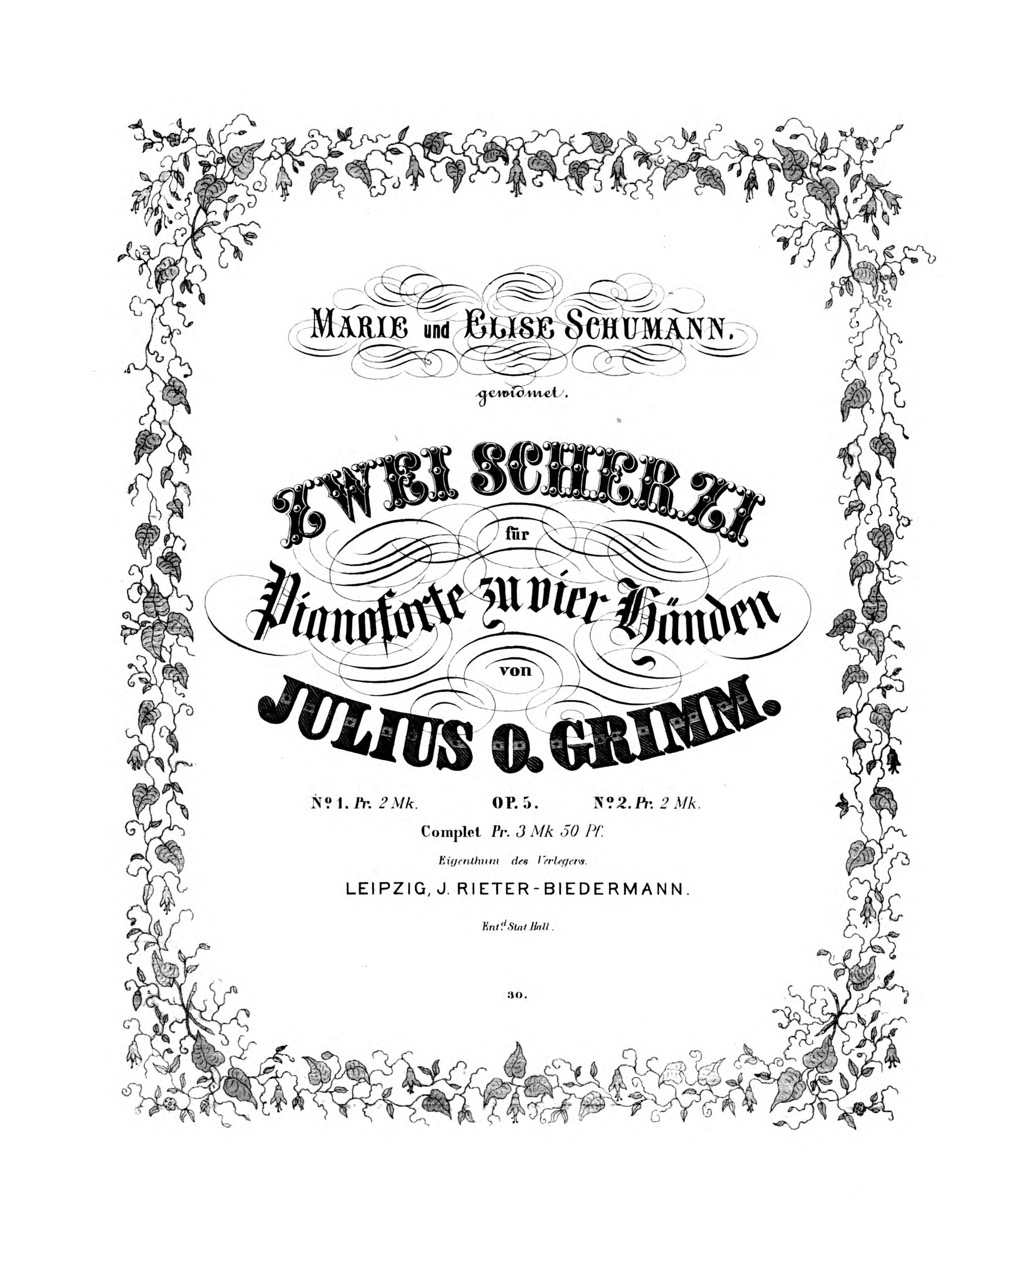 MARIE und ELISE SCHUMANN.
gewidmet.
ZWEI SCHERZI
für
Pianoforte zu vier Händen
von
JULIUS O. GRIMM.
No 1. Pr. 2 Mk. OP. 5. No 2. Pr. 2 Mk.
Complet Pr. 3 Mk 50 Pf.
Eigenthum des Verlegers.
LEIPZIG, J. RIETER-BIEDERMANN.
Entd Stat Hall.
30.